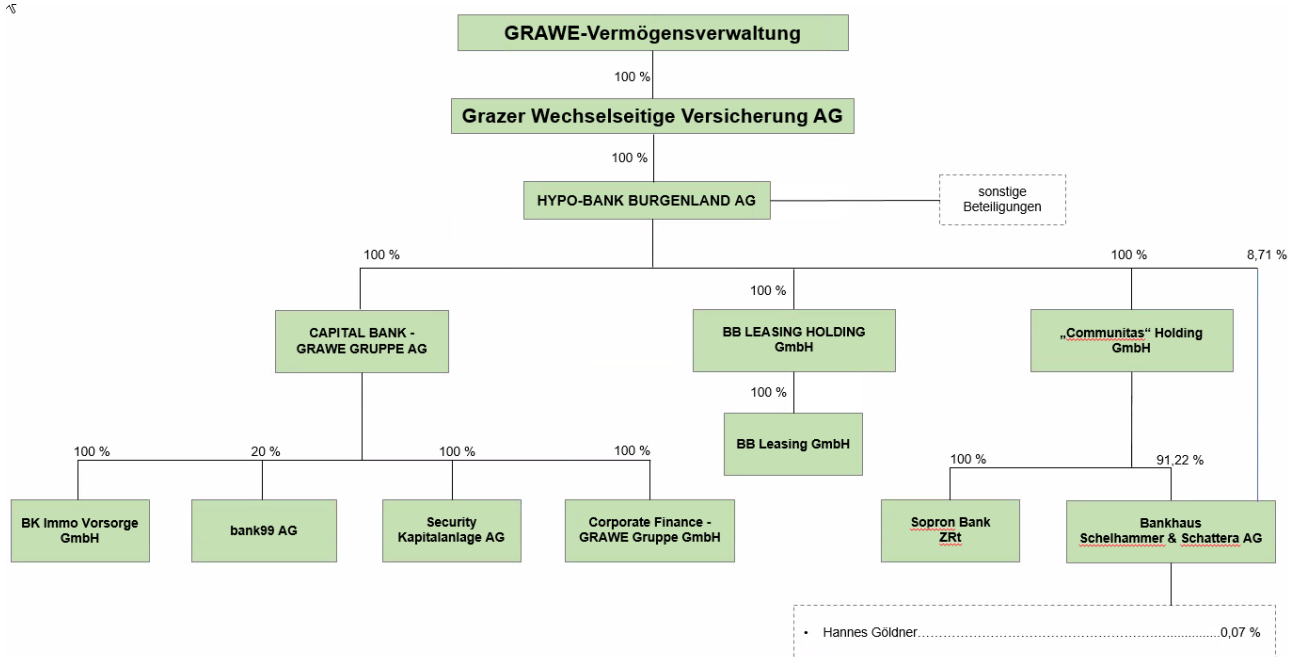 GRAWE-Vermögensverwaltung
100 %
Grazer Wechselseitige Versicherung AG
100 %
HYPO-BANK BURGENLAND AG
sonstige
Beteiligungen
100 %
100 %
100 %
8,71 %
CAPITAL BANK -
GRAWE GRUPPE AG
BB LEASING HOLDING
GmbH
„Communitas“ Holding
GmbH
100 %
BB Leasing GmbH
100 %
20 %
100 %
100 %
100 %
91,22 %
BK Immo Vorsorge
GmbH
bank99 AG
Security
Kapitalanlage AG
Corporate Finance -
GRAWE Gruppe GmbH
Sopron Bank
ZRt
Bankhaus
Schelhammer & Schattera AG
• Hannes Göldner..........................................................................0,07 %